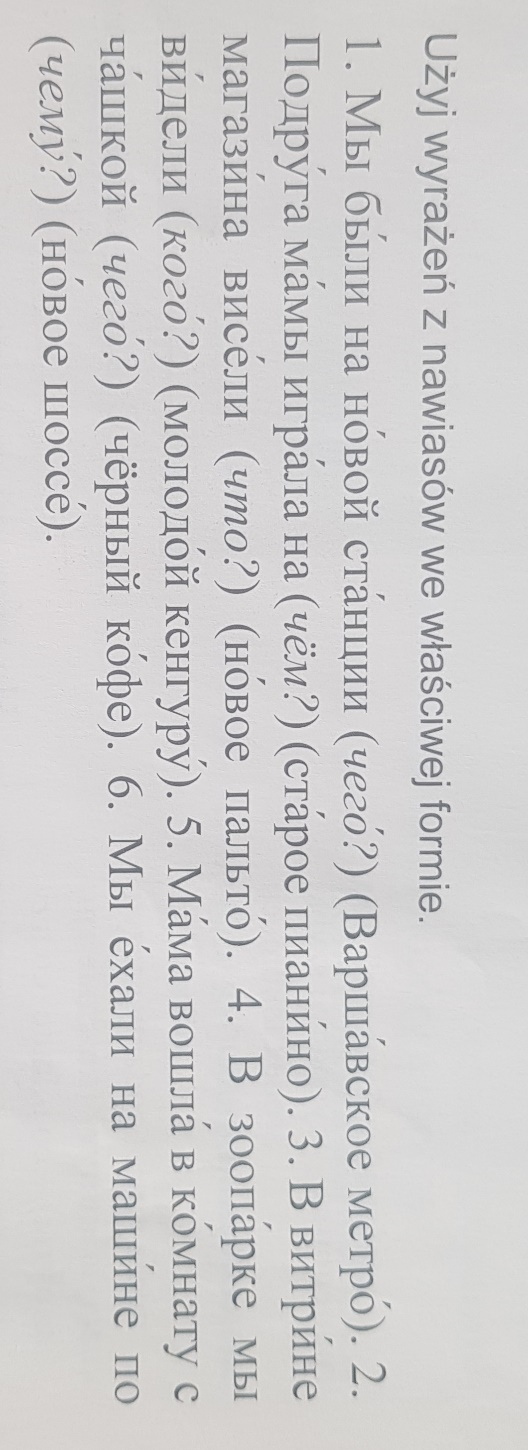 Użyj wyrażeń z nawiasów we właściwej formie.
1. Мы бы́ли на но́вой ста́нции (чего́?) (Варша́вское метро́). 2.
Подру́га ма́мы игра́ла на (чём?) (ста́рое пиани́но). 3. В витри́не
магази́на висе́ли (что?) (но́вое пальто́). 4. В зоопа́рке мы
ви́дели (кого́?) (молодо́й кенгуру́). 5. Ма́ма вошла́ в ко́мнату с
ча́шкой (чего́?) (чёрный ко́фе). 6. Мы е́хали на маши́не по
(чему́?) (но́вое шоссе́).